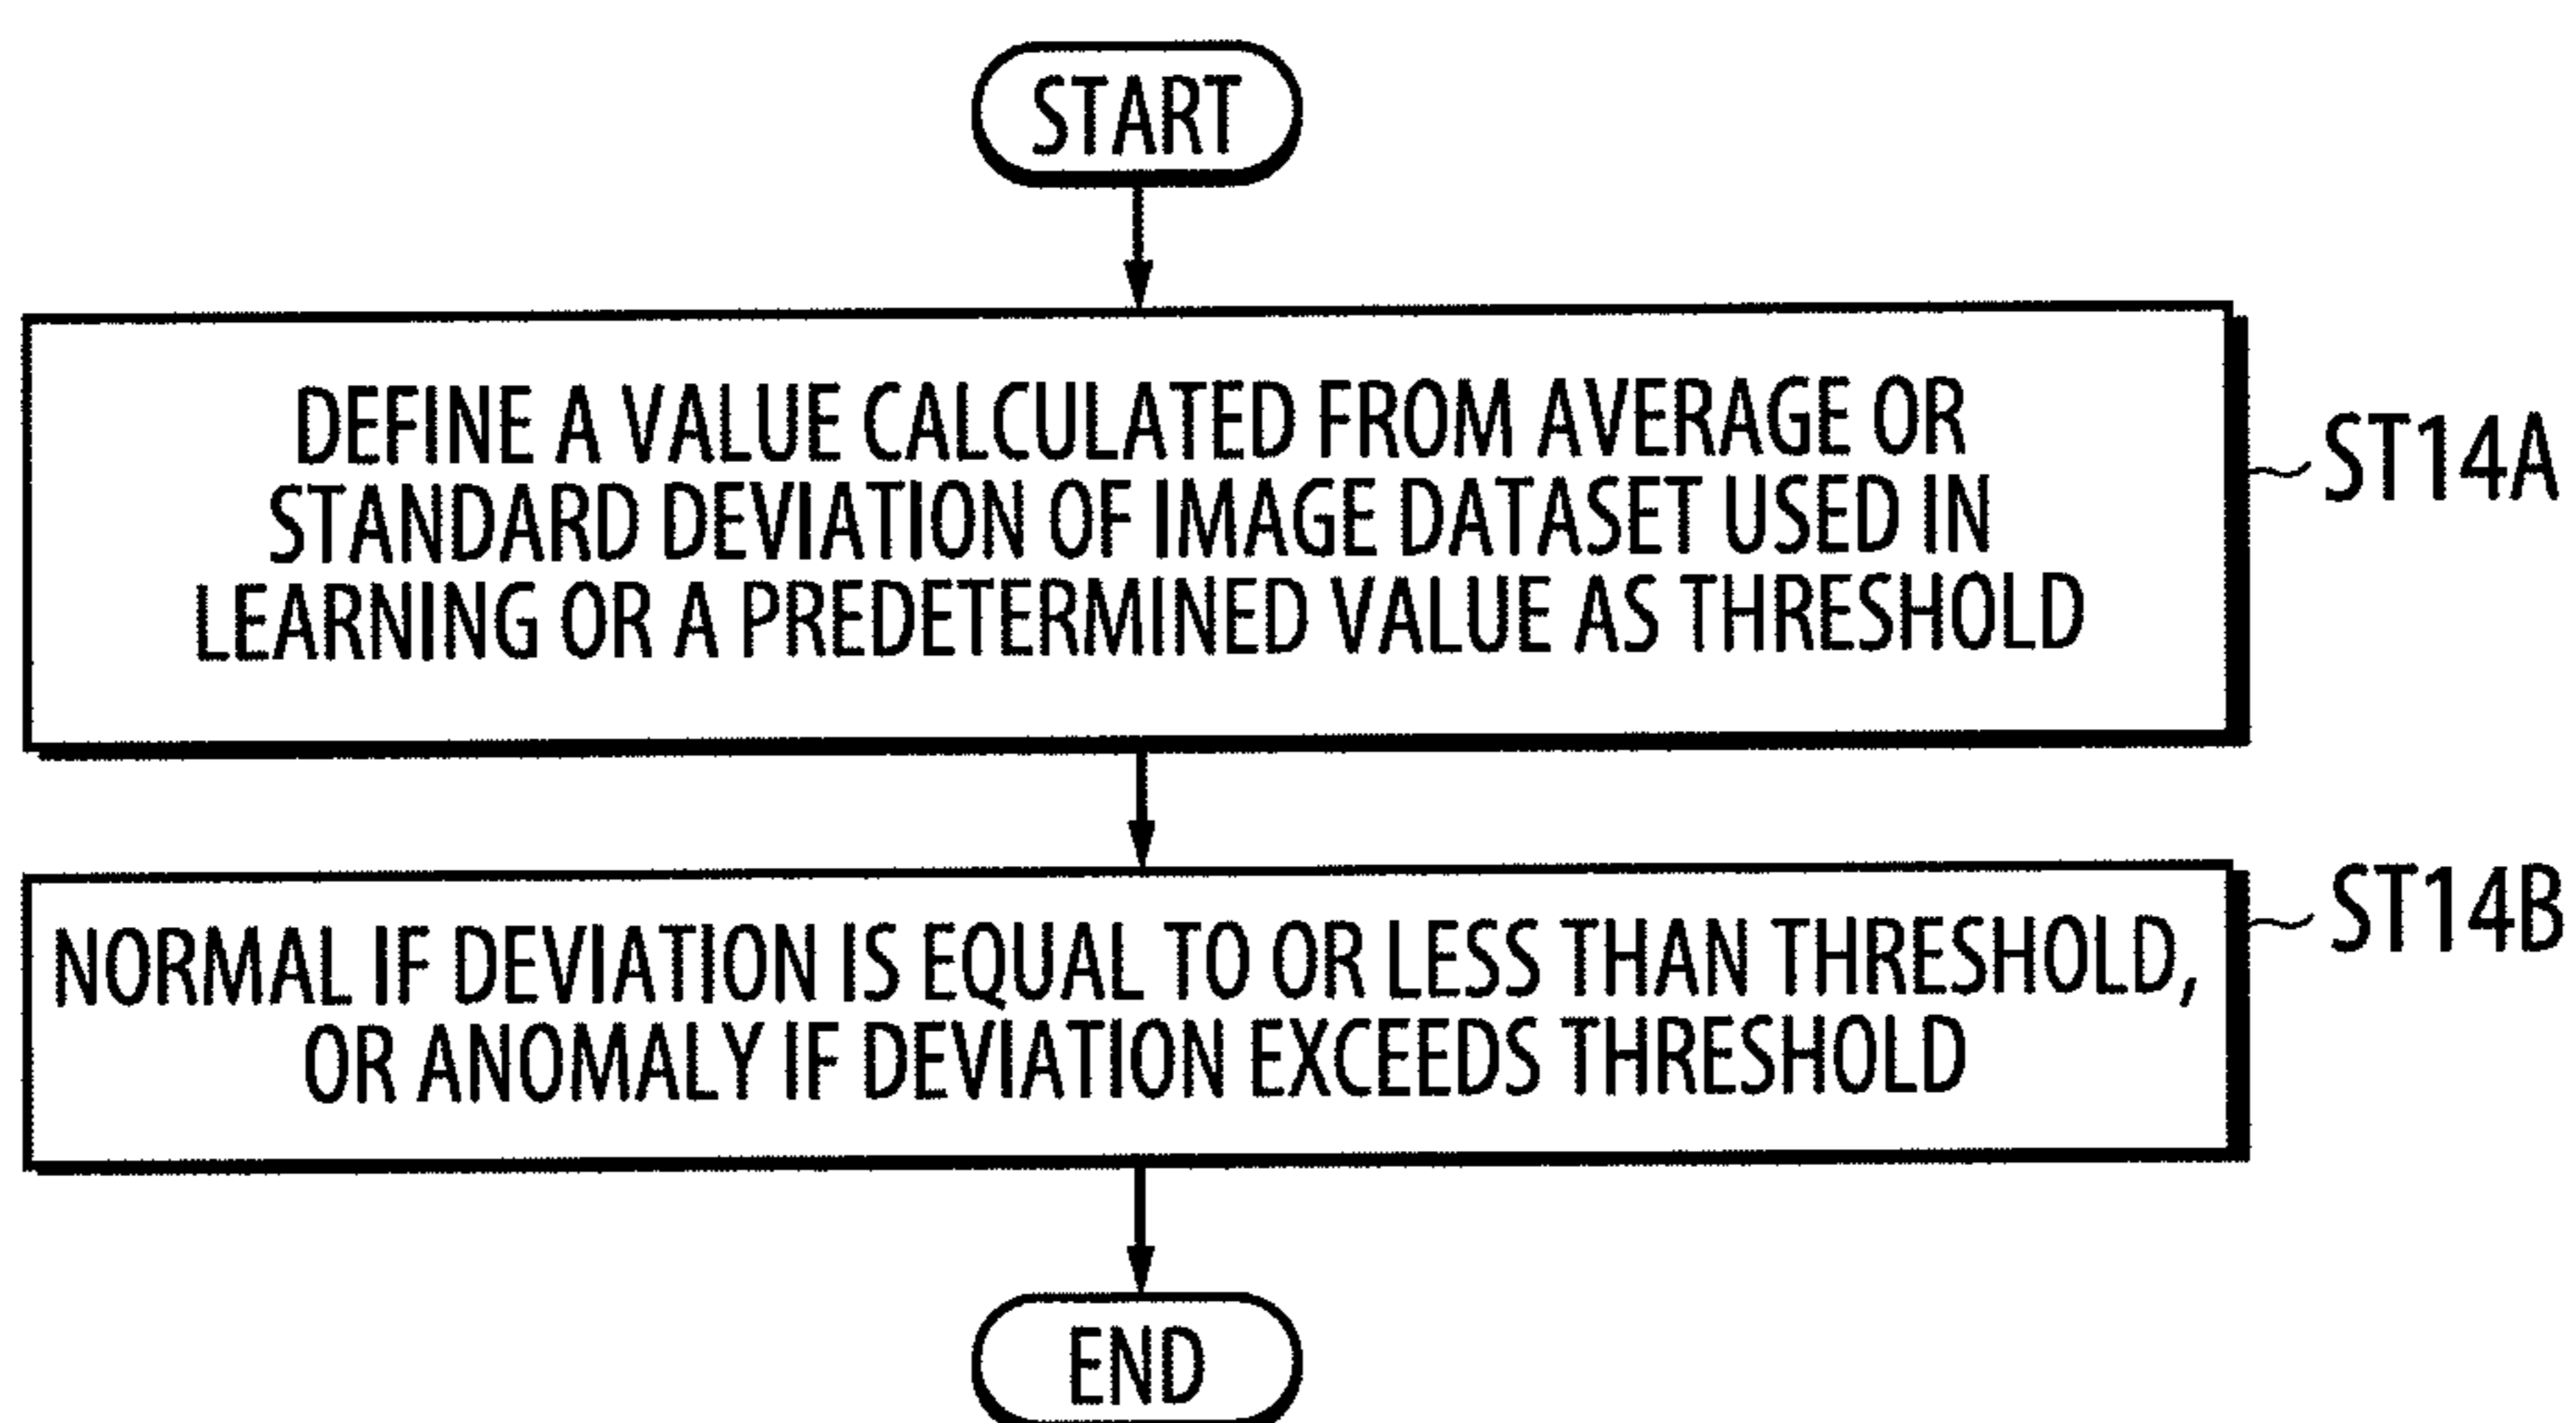 START
DEFINE A VALUE CALCULATED FROM AVERAGE OR
STANDARD DEVIATION OF IMAGE DATASET USED IN
LEARNING OR A PREDETERMINED VALUE AS THRESHOLD
ST14A
NORMAL IF DEVIATION IS EQUAL TO OR LESS THAN THRESHOLD,
OR ANOMALY IF DEVIATION EXCEEDS THRESHOLD
ST14B
END